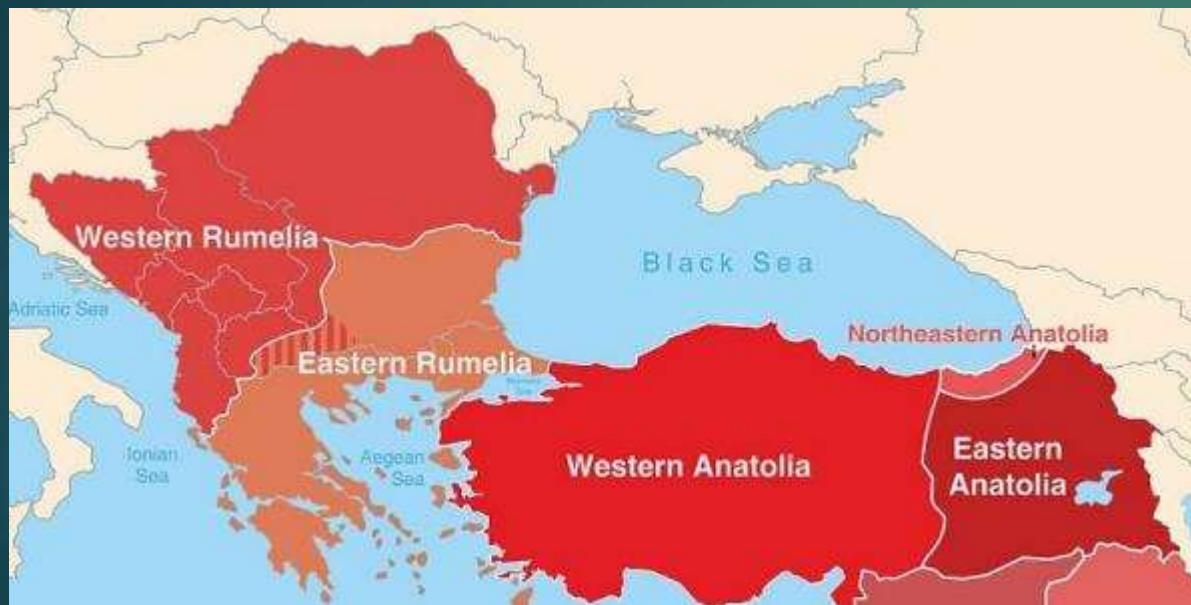 Western Rumelia
Black Sea
Adriatic Sea
Northeastern Anatolia
Eastern Rumelia
Ionian
Sea
Aegean
Sea
Western Anatolia
Eastern
Anatolia